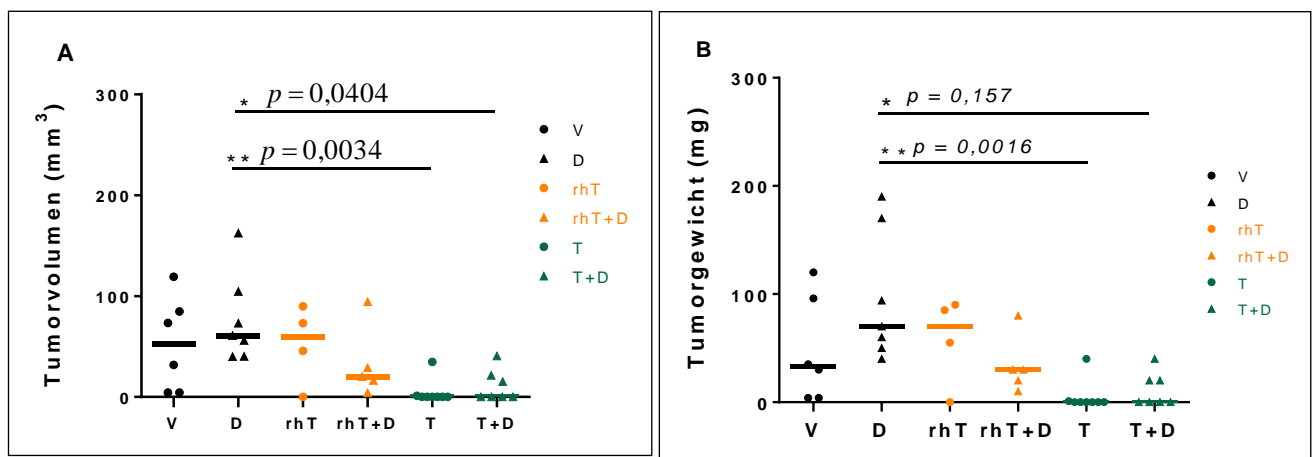 A
Tumorvolumen (mm³)
300
200
100
0
* p = 0,0404
** p = 0,0034
V
D
rhT
rhT+D
T
T+D
V D rhT rhT+D T T+D
B
Tumorgewicht (mg)
300
200
100
0
* p = 0,157
** p = 0,0016
V
D
rhT
rhT+D
T
T+D
V D rhT rhT+D T T+D